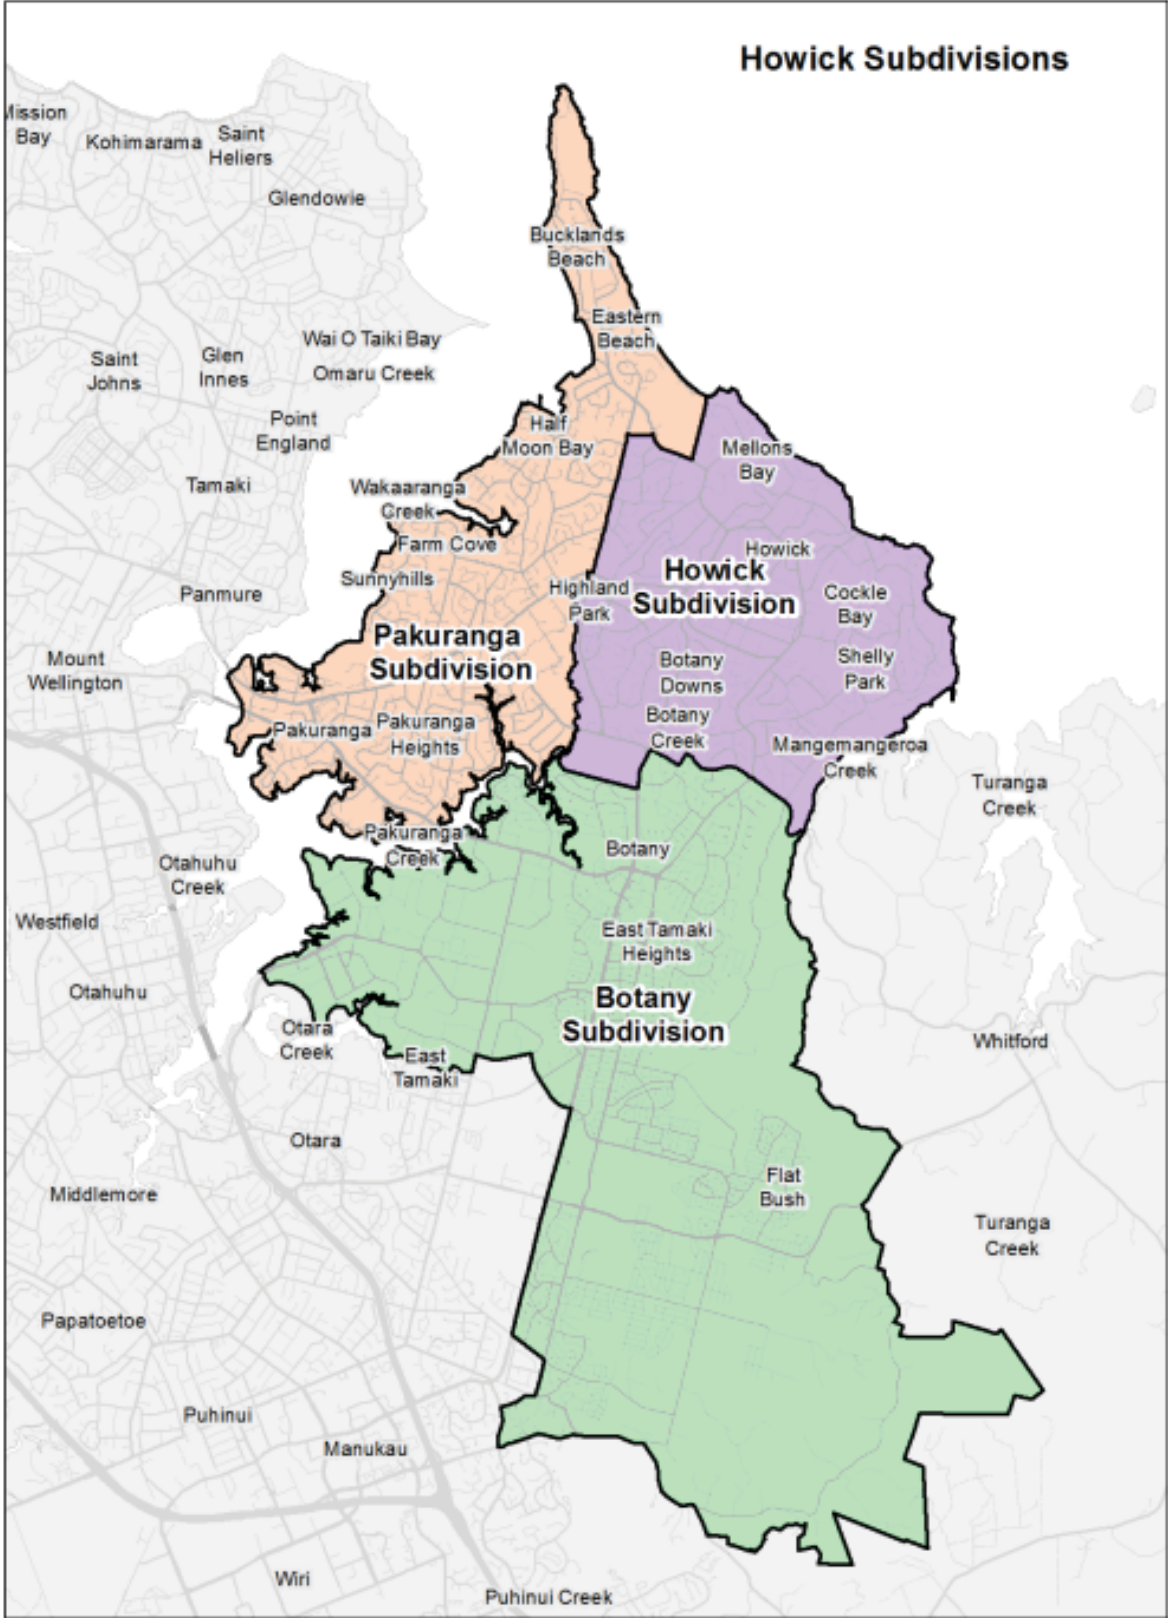 Howick Subdivisions
Mission
Bay
Kohimarama
Saint
Heliers
Glendowie
Bucklands
Beach
Eastern
Beach
Wai O Taiki Bay
Saint
Johns
Glen
Innes
Omaru Creek
Point
England
Half
Moon Bay
Mellons
Bay
Tamaki
Wakaaranga
Creek
Farm Cove
Howick
Sunnyhills
Howick
Subdivision
Highland
Park
Cockle
Bay
Panmure
Pakuranga
Subdivision
Mount
Wellington
Botany
Downs
Shelly
Park
Pakuranga
Pakuranga
Heights
Botany
Creek
Mangemangeroa
Creek
Turanga
Creek
Pakuranga
Creek
Botany
Otahuhu
Creek
Westfield
East Tamaki
Heights
Otahuhu
Botany
Subdivision
Otara
Creek
East
Tamaki
Whitford
Otara
Middlemore
Flat
Bush
Turanga
Creek
Papatoetoe
Puhinui
Manukau
Wiri
Puhinui Creek